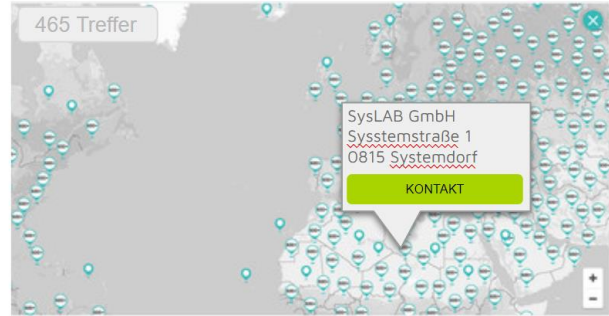 465 Treffer
SysLAB GmbH
Sysstemstraße 1
0815 Systemdorf
KONTAKT